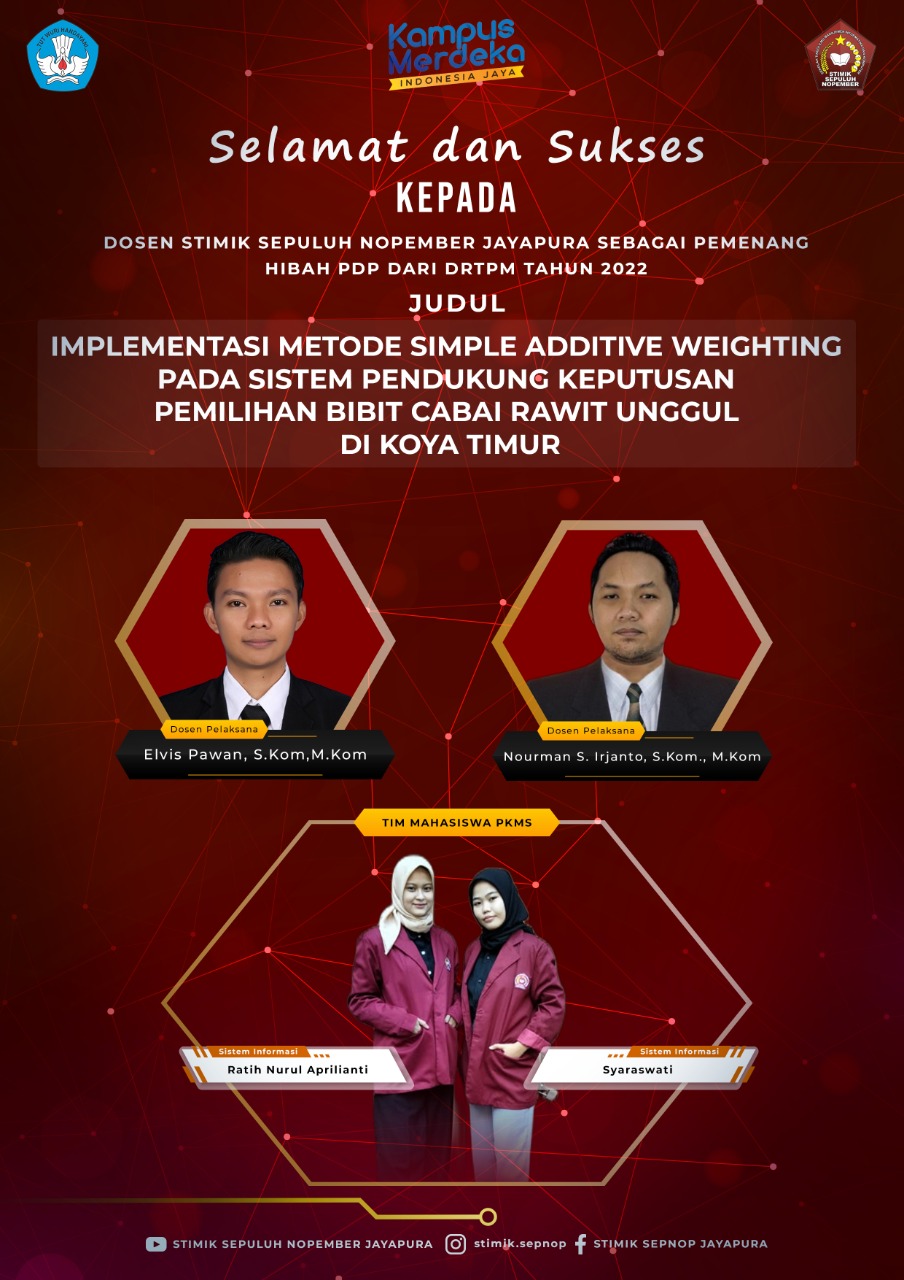 TUT WURI HANDAYANI
Kampus
Merdeka
INDONESIA JAYA
STIMIK
SEPULUH
NOPEMBER
Selamat dan Sukses
KEPADA
DOSEN STIMIK SEPULUH NOPEMBER JAYAPURA SEBAGAI PEMENANG
HIBAH PDP DARI DRTPM TAHUN 2022
JUDUL
IMPLEMENTASI METODE SIMPLE ADDITIVE WEIGHTING
PADA SISTEM PENDUKUNG KEPUTUSAN
PEMILIHAN BIBIT CABAI RAWIT UNGGUL
DI KOYA TIMUR
Dosen Pelaksana
Elvis Pawan, S.Kom,M.Kom
Dosen Pelaksana
Nourman S. Irjanto, S.Kom., M.Kom
TIM MAHASISWA PKMS
Sistem Informasi
Ratih Nurul Aprilianti
Sistem Informasi
Syaraswati
STIMIK SEPULUH NOPEMBER JAYAPURA stimik.sepnop STIMIK SEPNOP JAYAPURA